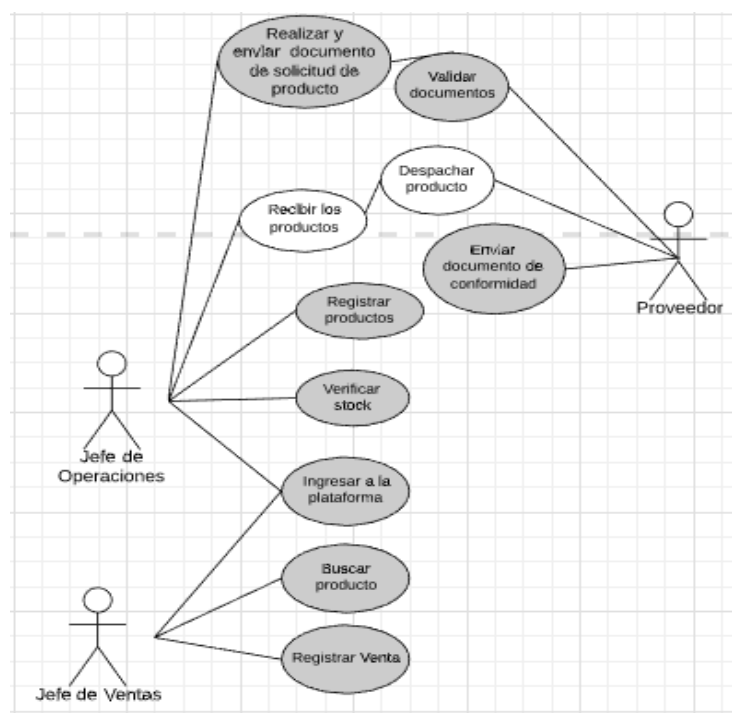 Realizar y
enviar documento
de solicitud de
producto
Validar
documentos
Despachar
producto
Recibir los
productos
Enviar
documento de
conformidad
Proveedor
Registrar
productos
Verificar
stock
Jefe de
Operaciones
Ingresar a la
plataforma
Buscar
producto
Registrar Venta
Jefe de Ventas